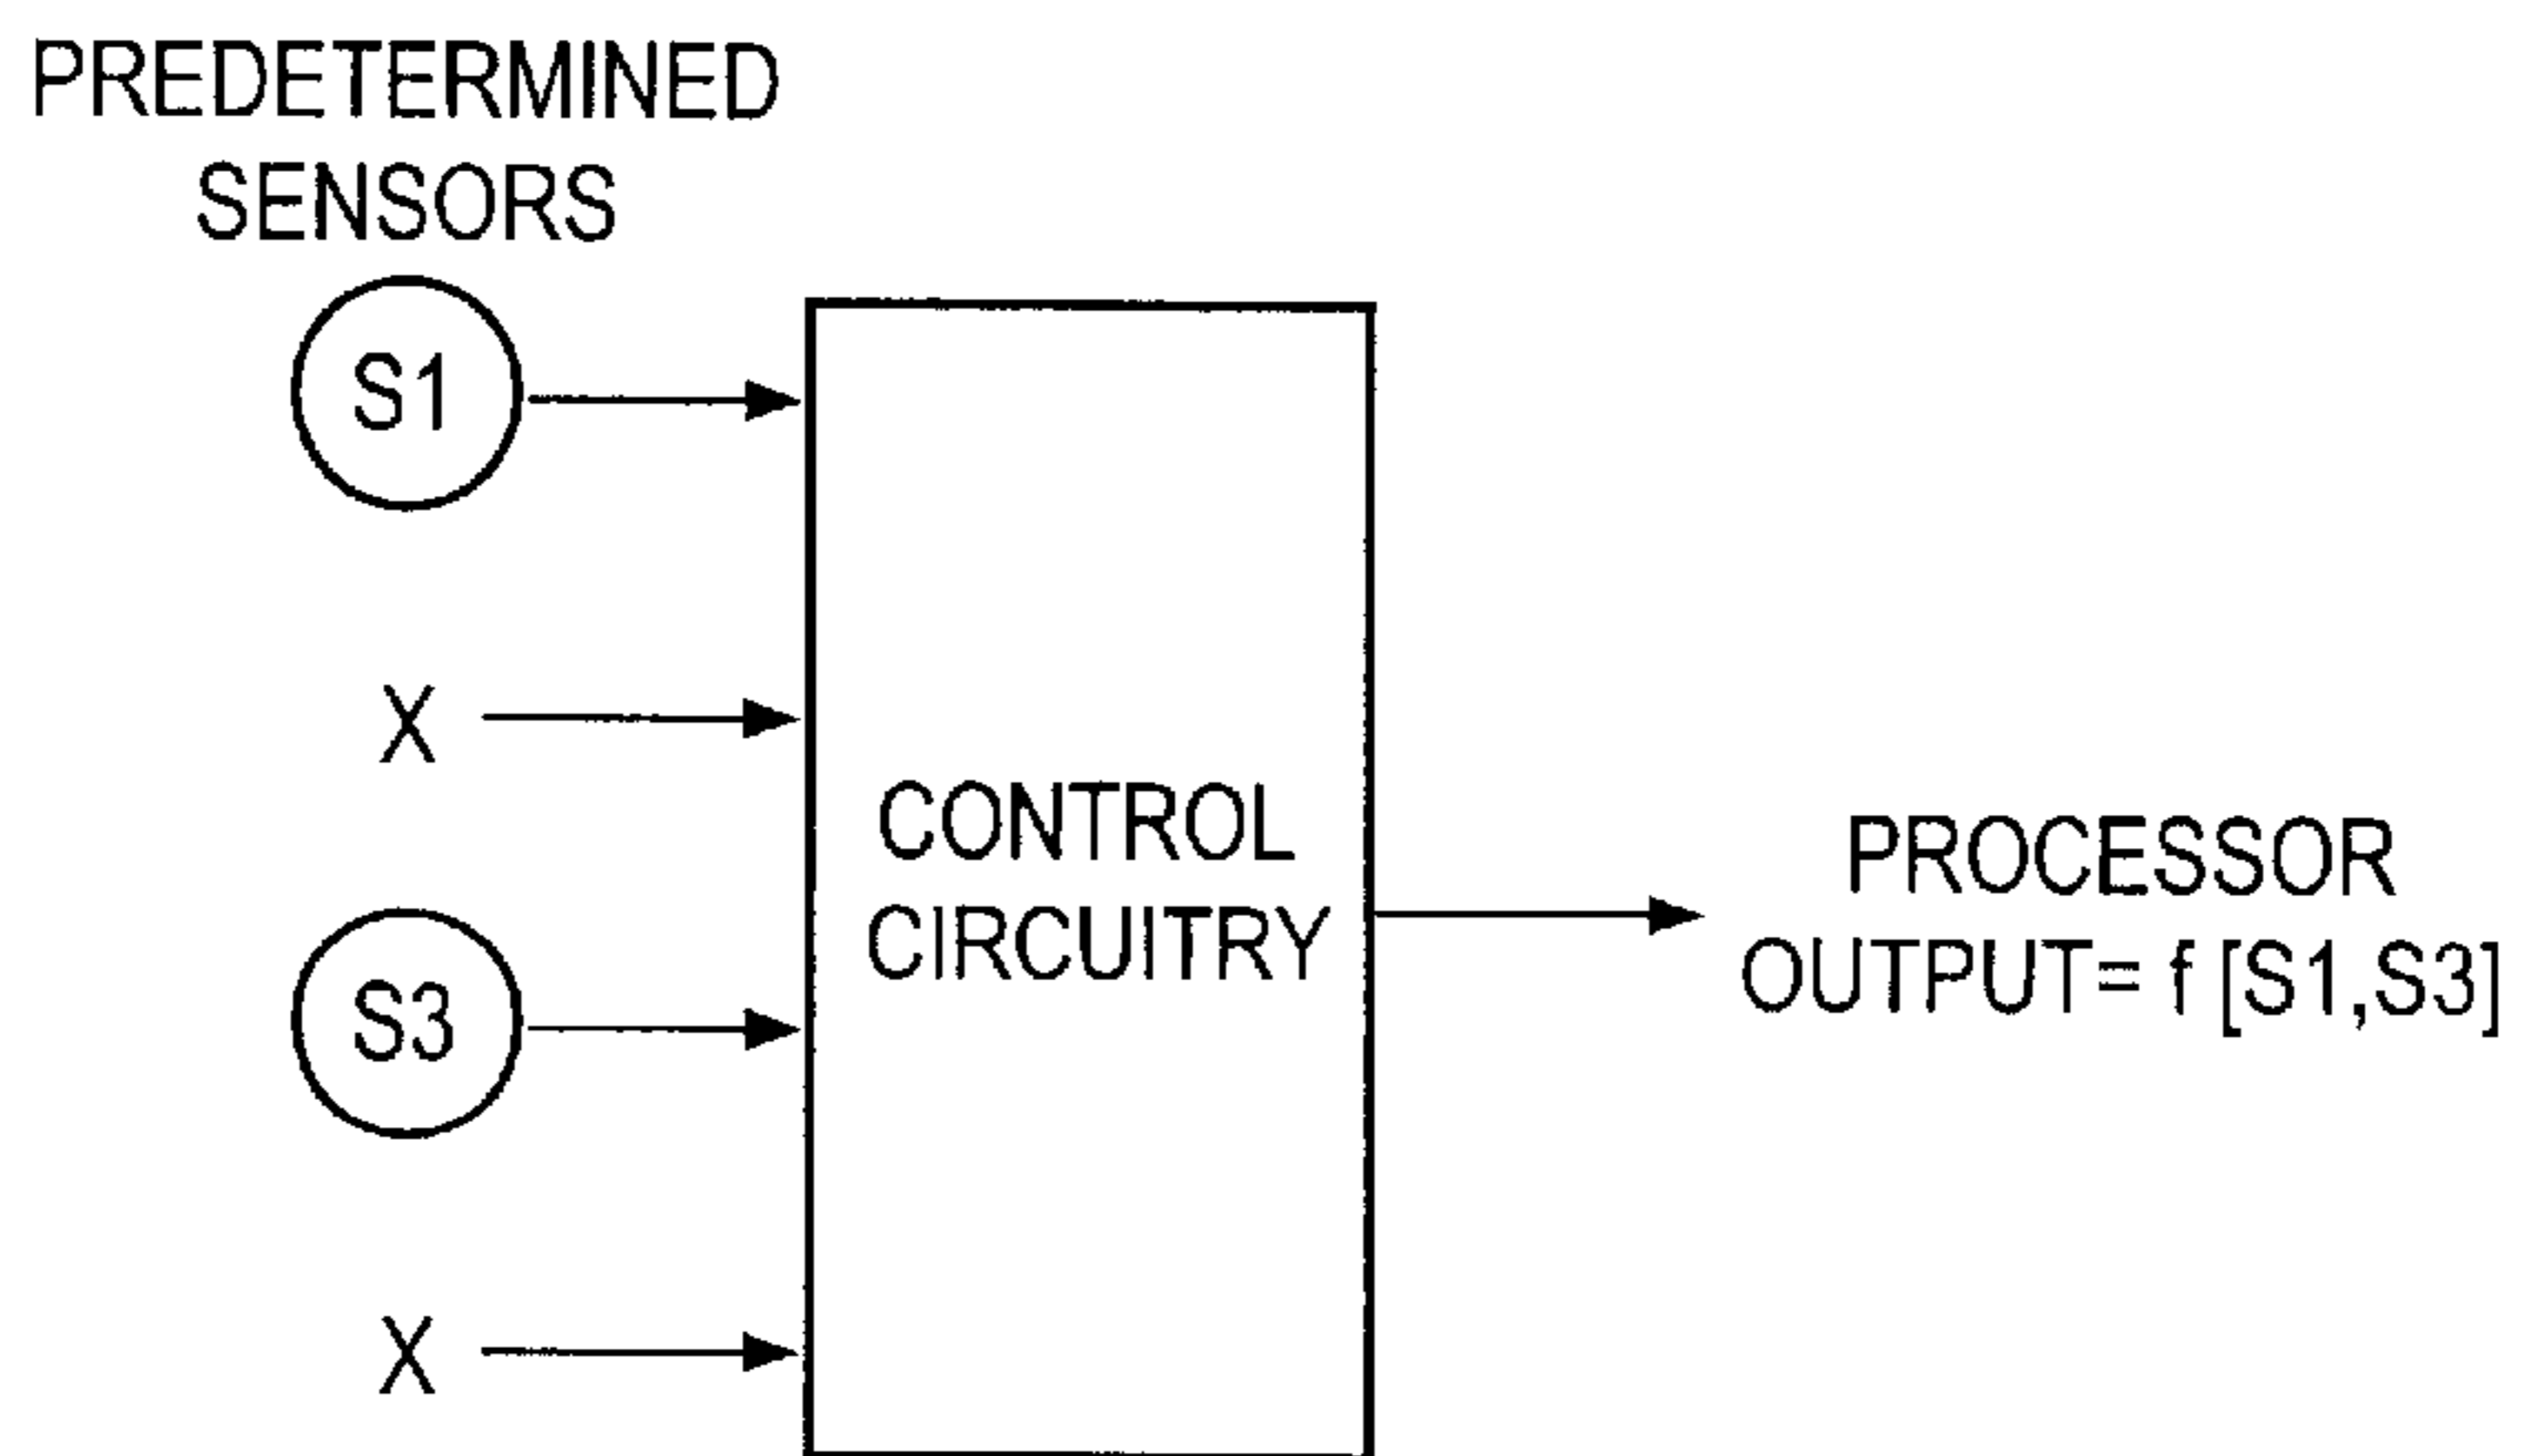 PREDETERMINED
SENSORS
S1
X
S3
X
CONTROL
CIRCUITRY
PROCESSOR
OUTPUT= f [S1,S3]